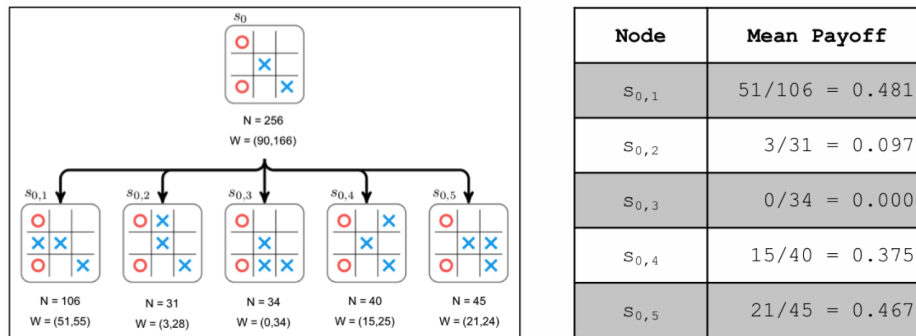 s₀
N = 256
W = (90,166)
s₀,₁ s₀,₂ s₀,₃ s₀,₄ s₀,₅
N = 106 N = 31 N = 34 N = 40 N = 45
W = (51,55) W = (3,28) W = (0,34) W = (15,25) W = (21,24)
Node Mean Payoff
s₀,₁ 51/106 = 0.481
s₀,₂ 3/31 = 0.097
s₀,₃ 0/34 = 0.000
s₀,₄ 15/40 = 0.375
s₀,₅ 21/45 = 0.467